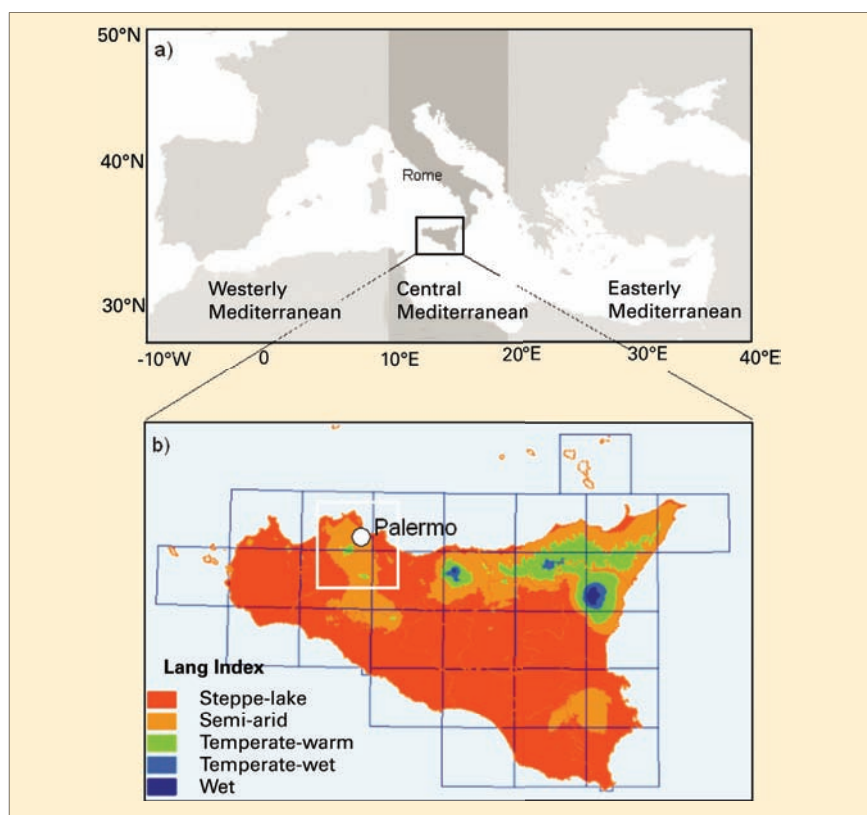 50°N
a)
40°N
Rome
30°N
Westerly Mediterranean
Central Mediterranean
Easterly Mediterranean
-10°W
0
10°E
20°E
30°E
40°E
b)
Palermo
Lang Index
Steppe-lake
Semi-arid
Temperate-warm
Temperate-wet
Wet